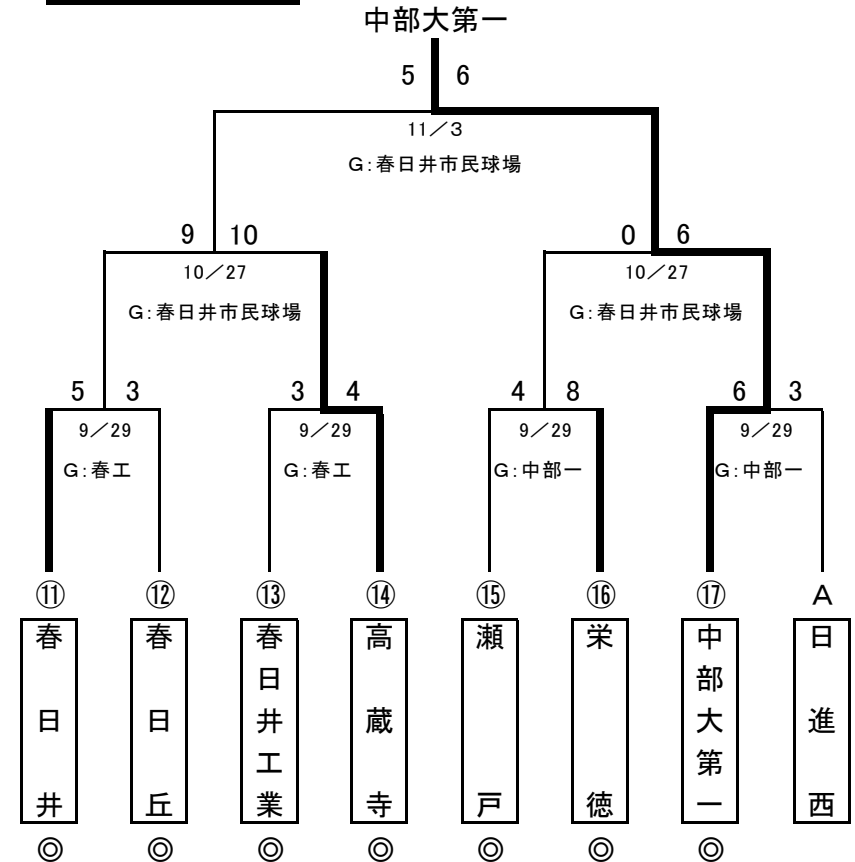 中部大第一
5 6
11／3
G:春日井市民球場
9 10 0 6
10／27 10／27
G:春日井市民球場 G:春日井市民球場
5 3 3 4 4 8 6 3
9／29 9／29 9／29 9／29
G:春工 G:春工 G:中部一 G:中部一
⑪ ⑫ ⑬ ⑭ ⑮ ⑯ ⑰ A
春日井 春日丘 春日井工業 高蔵寺 瀬戸 栄徳 中部大第一 日進西
◎ ◎ ◎ ◎ ◎ ◎ ◎